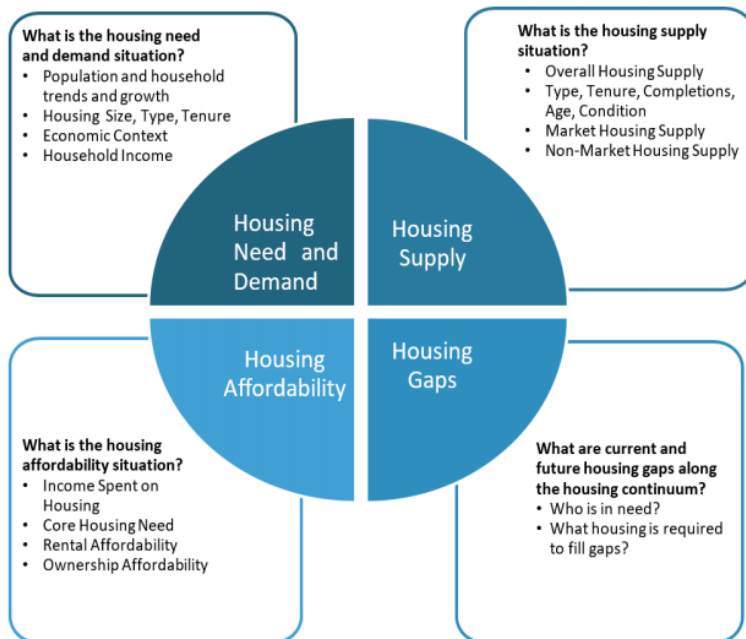 What is the housing need
and demand situation?
• Population and household
trends and growth
• Housing Size, Type, Tenure
• Economic Context
• Household Income
What is the housing supply
situation?
• Overall Housing Supply
• Type, Tenure, Completions,
Age, Condition
• Market Housing Supply
• Non-Market Housing Supply
Housing
Need and
Demand
Housing
Supply
Housing
Affordability
Housing
Gaps
What is the housing
affordability situation?
• Income Spent on
Housing
• Core Housing Need
• Rental Affordability
• Ownership Affordability
What are current and
future housing gaps along
the housing continuum?
• Who is in need?
• What housing is required
to fill gaps?